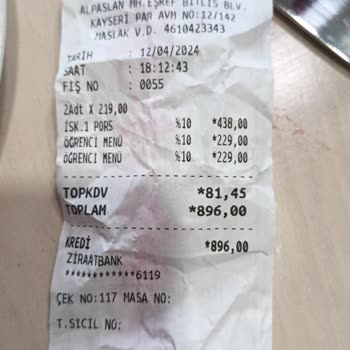 ALPASLAN MH.EŞREF BİTLİS BLV.
KAYSERİ PAR AVM NO:12/142
MASLAK V.D. 4610423343
TARİH : 12/04/2024
SAAT : 18:12:43
FİŞ NO : 0055
2Adt X 219,00
İSK.1 PORS %10 *438,00
ÖĞRENCİ MENÜ %10 *229,00
ÖĞRENCİ MENÜ %10 *229,00
TOPKDV *81,45
TOPLAM *896,00
KREDİ *896,00
ZİRAATBANK
************6119
ÇEK NO:117 MASA NO:
T.SİCİL NO: